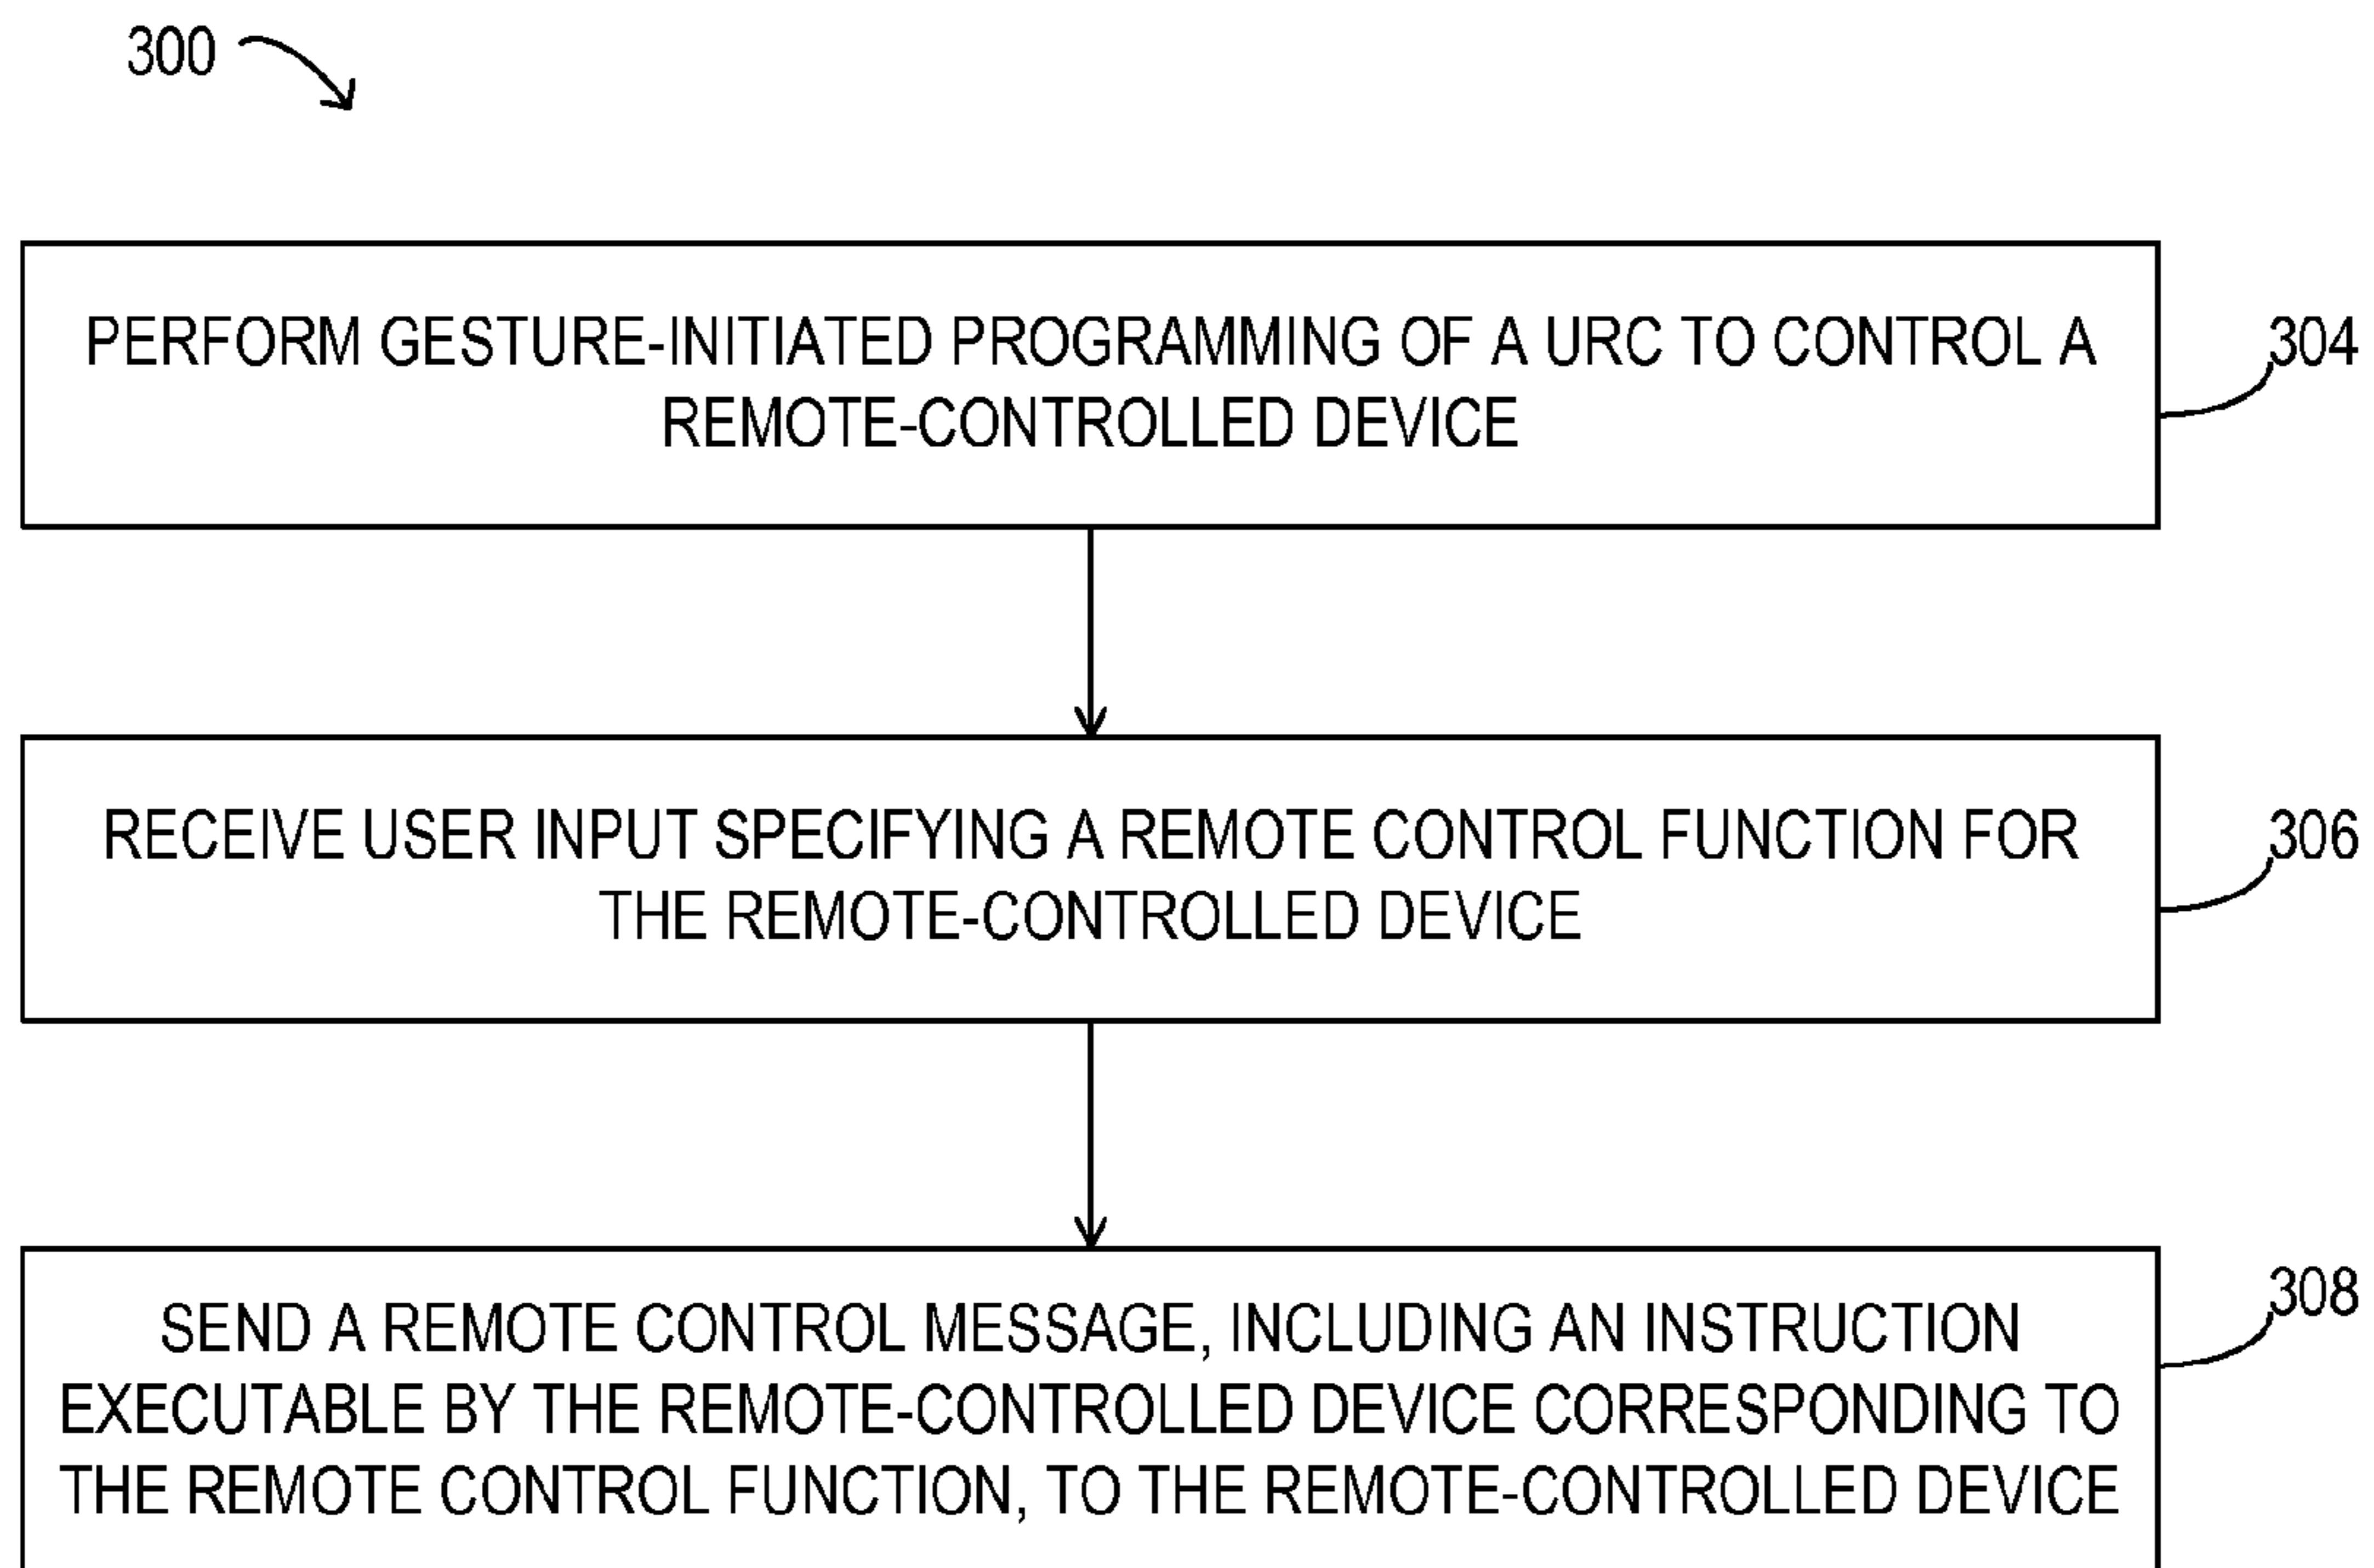 300
PERFORM GESTURE-INITIATED PROGRAMMING OF A URC TO CONTROL A
REMOTE-CONTROLLED DEVICE
304
RECEIVE USER INPUT SPECIFYING A REMOTE CONTROL FUNCTION FOR
THE REMOTE-CONTROLLED DEVICE
306
SEND A REMOTE CONTROL MESSAGE, INCLUDING AN INSTRUCTION
EXECUTABLE BY THE REMOTE-CONTROLLED DEVICE CORRESPONDING TO
THE REMOTE CONTROL FUNCTION, TO THE REMOTE-CONTROLLED DEVICE
308